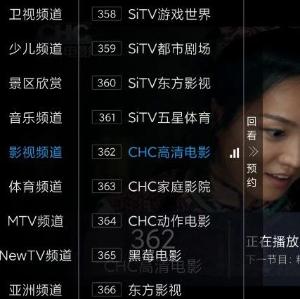 卫视频道
少儿频道
景区欣赏
音乐频道
影视频道
体育频道
MTV频道
NewTV频道
亚洲频道
358 SiTV游戏世界
359 SiTV都市剧场
360 SiTV东方影视
361 SiTV五星体育
362 CHC高清电影
363 CHC家庭影院
364 CHC动作电影
365 黑莓电影
366 东方影视
回看
预约
CHC
362
CHC高清电影
正在播放
下一节目: